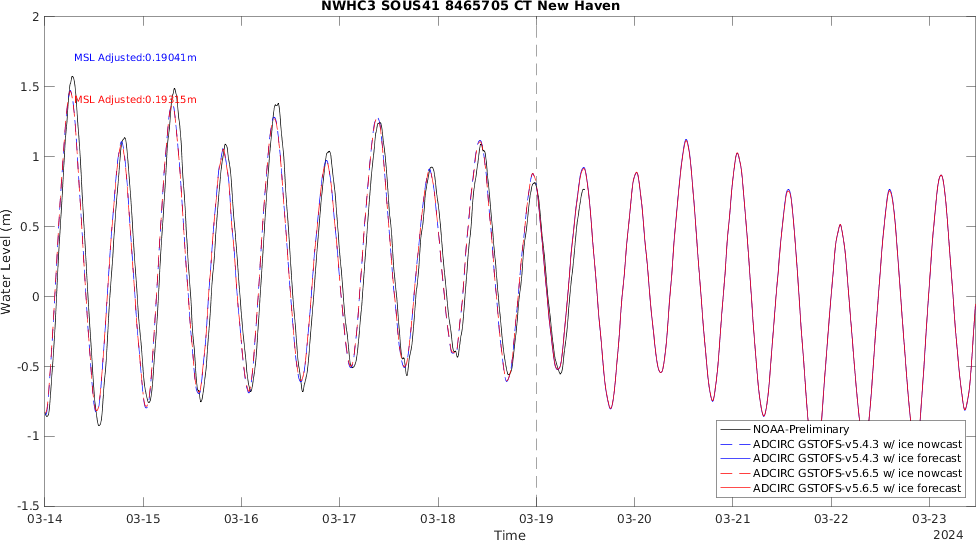 NWHC3 SOUS41 8465705 CT New Haven
2
1.5
1
0.5
0
-0.5
-1
-1.5
Water Level (m)
MSL Adjusted:0.19041m
MSL Adjusted:0.19315m
NOAA-Preliminary
ADCIRC GSTOFS-v5.4.3 w/ ice nowcast
ADCIRC GSTOFS-v5.4.3 w/ ice forecast
ADCIRC GSTOFS-v5.6.5 w/ ice nowcast
ADCIRC GSTOFS-v5.6.5 w/ ice forecast
03-14 03-15 03-16 03-17 03-18 03-19 03-20 03-21 03-22 03-23
Time
2024